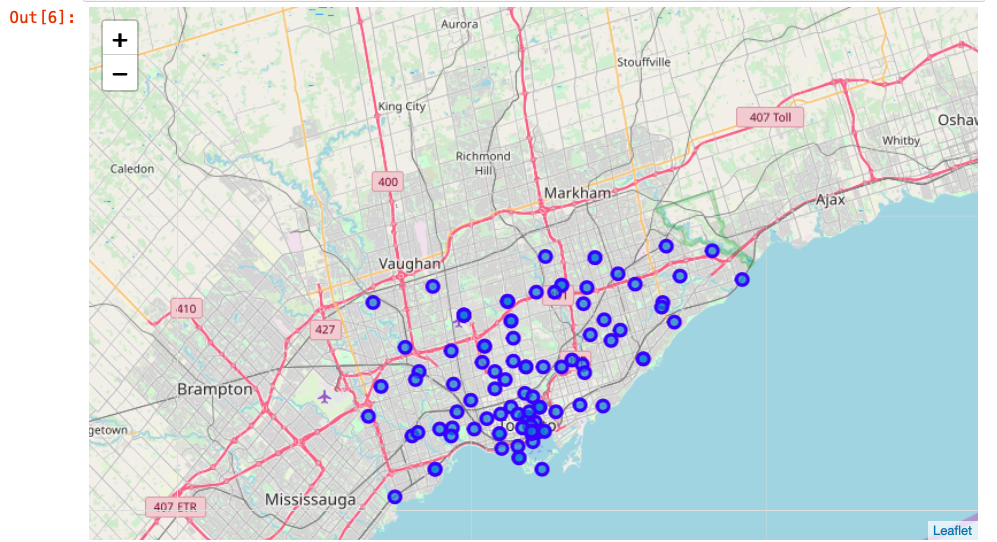 Out[6]:
+
−
Aurora
Stouffville
King City
407 Toll
Oshaw
Whitby
Richmond
Hill
Caledon
400
Markham
Ajax
Vaughan
410
427
Brampton
getown
To
o
Mississauga
407 ETR
Leaflet